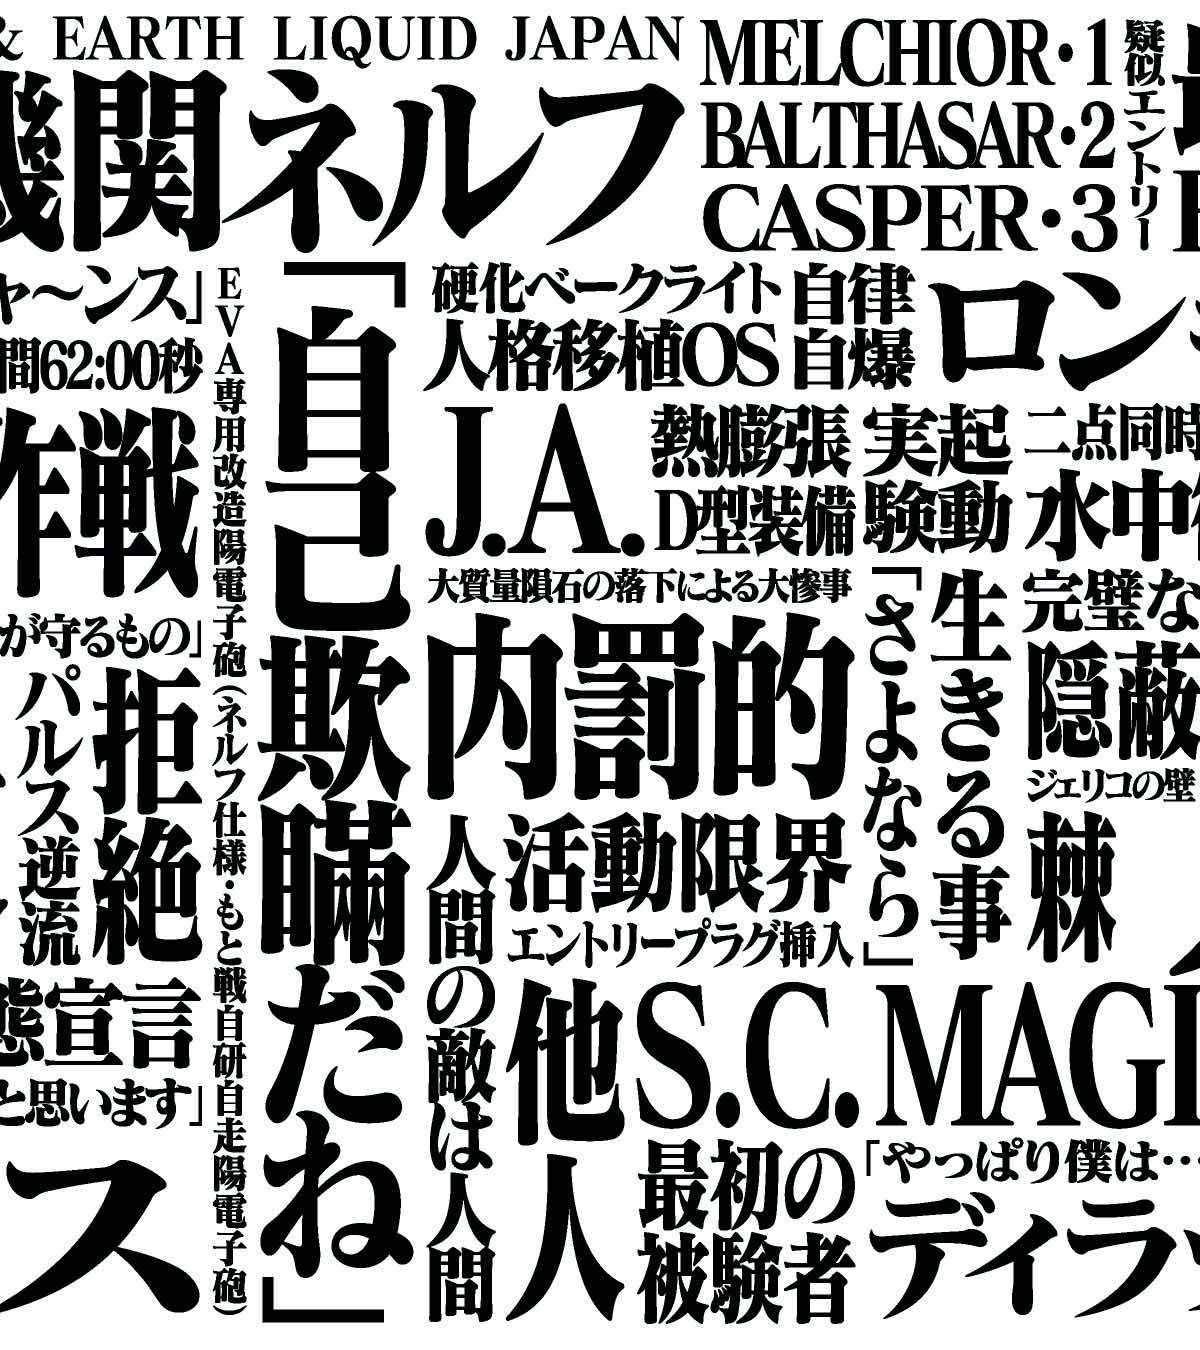 & EARTH LIQUID JAPAN
機関ネルフ
MELCHIOR・1
BALTHASAR・2
CASPER・3
疑似エントリー
ャ〜ンス」
間62:00秒
作戦
が守るもの」
パルス逆流
拒絶
態宣言
と思います」
ス
EVA専用改造陽電子砲(ネルフ仕様・もと戦自研自走陽電子砲)
「自己欺瞞だね」
硬化ベークライト
人格移植OS
自律
自爆
ロン
J.A.
熱膨張
D型装備
実験
起動
二点同時
水中
大質量隕石の落下による大惨事
内罰的
「さよなら」
生きる事
完璧な
隠蔽
ジェリコの壁
棘
人間の敵は人間
活動限界
エントリープラグ挿入
他人
S.C.MAGI
最初の
被験者
「やっぱり僕は…
ディラ